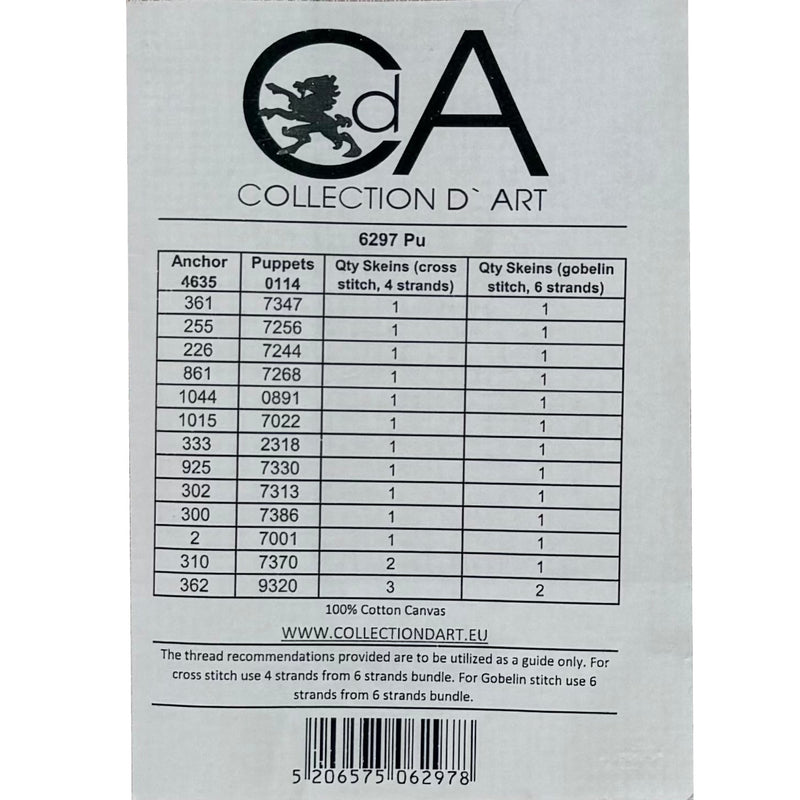 CdA
COLLECTION D` ART
6297 Pu
Anchor 4635 Puppets 0114 Qty Skeins (cross stitch, 4 strands) Qty Skeins (gobelin stitch, 6 strands)
361 7347 1 1
255 7256 1 1
226 7244 1 1
861 7268 1 1
1044 0891 1 1
1015 7022 1 1
333 2318 1 1
925 7330 1 1
302 7313 1 1
300 7386 1 1
2 7001 1 1
310 7370 2 1
362 9320 3 2
100% Cotton Canvas
WWW.COLLECTIONDART.EU
The thread recommendations provided are to be utilized as a guide only. For
cross stitch use 4 strands from 6 strands bundle. For Gobelin stitch use 6
strands from 6 strands bundle.
5 206575 062978